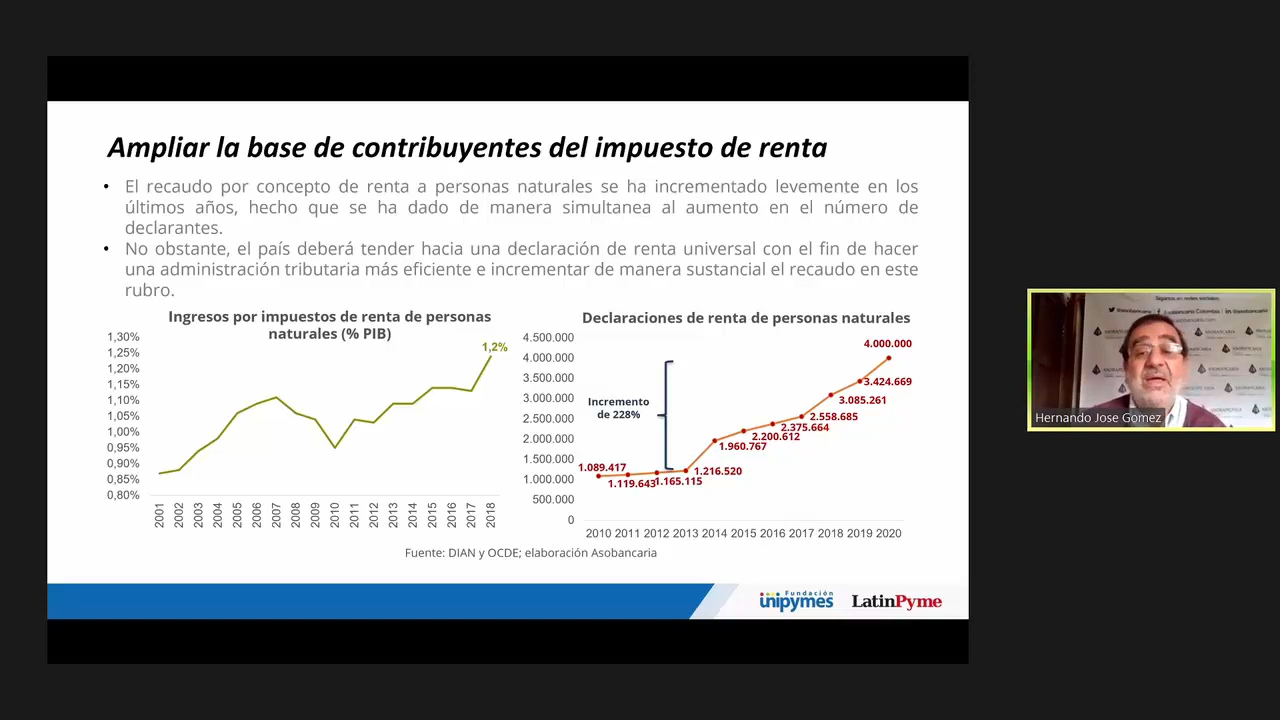 Ampliar la base de contribuyentes del impuesto de renta
• El recaudo por concepto de renta a personas naturales se ha incrementado levemente en los
últimos años, hecho que se ha dado de manera simultanea al aumento en el número de
declarantes.
• No obstante, el país deberá tender hacia una declaración de renta universal con el fin de hacer
una administración tributaria más eficiente e incrementar de manera sustancial el recaudo en este
rubro.
Ingresos por impuestos de renta de personas
naturales (% PIB)
1,30%
1,25%
1,20%
1,15%
1,10%
1,05%
1,00%
0,95%
0,90%
0,85%
0,80%
1,2%
2001 2002 2003 2004 2005 2006 2007 2008 2009 2010 2011 2012 2013 2014 2015 2016 2017 2018
Declaraciones de renta de personas naturales
4.500.000
4.000.000
3.500.000
3.000.000
2.500.000
2.000.000
1.500.000
1.000.000
500.000
0
Incremento
de 228%
1.089.417
1.119.643
1.165.115
1.216.520
1.960.767
2.200.612
2.375.664
2.558.685
3.085.261
3.424.669
4.000.000
2010 2011 2012 2013 2014 2015 2016 2017 2018 2019 2020
Fuente: DIAN y OCDE; elaboración Asobancaria
Fundación
unipymes
LatinPyme
Síganos en redes sociales:
Hernando Jose Gomez